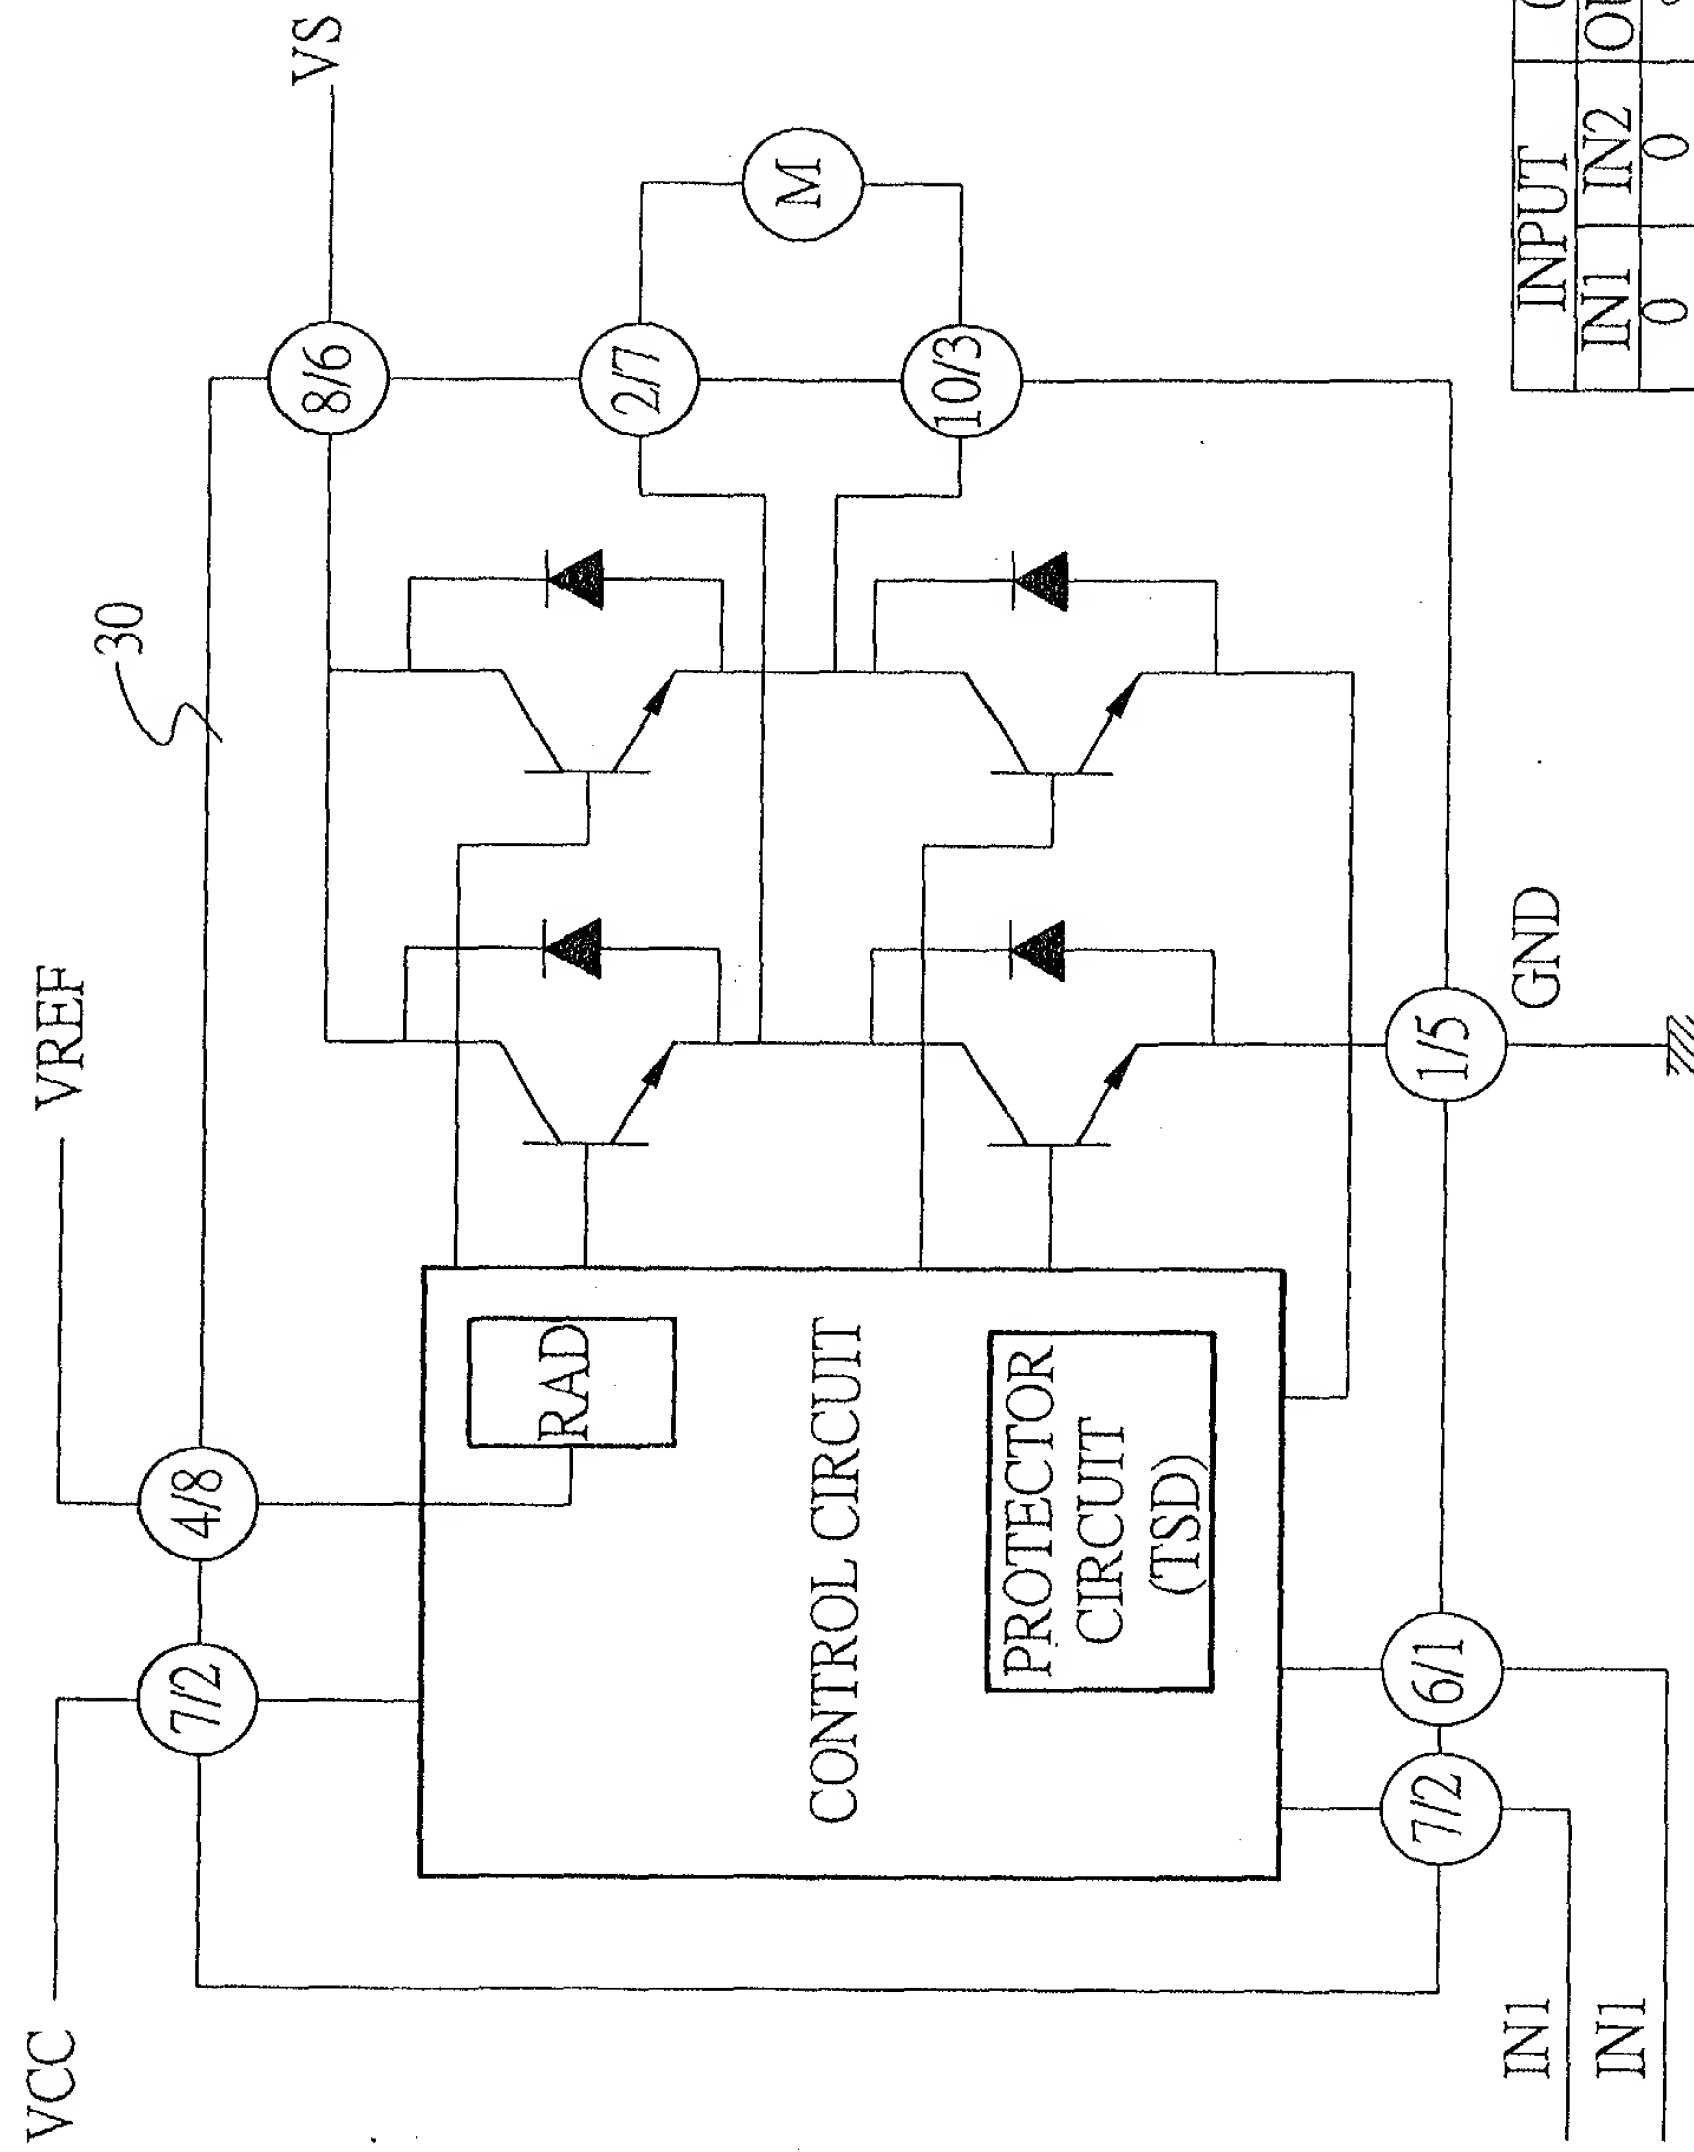 VCC
VREF
30
VS
7/2
4/8
8/6
RAD
2/7
M
CONTROL CIRCUIT
10/3
PROTECTOR
CIRCUIT
(TSD)
7/2
6/1
1/5
GND
IN1
IN1
INPUT
IN1 IN2
0 0